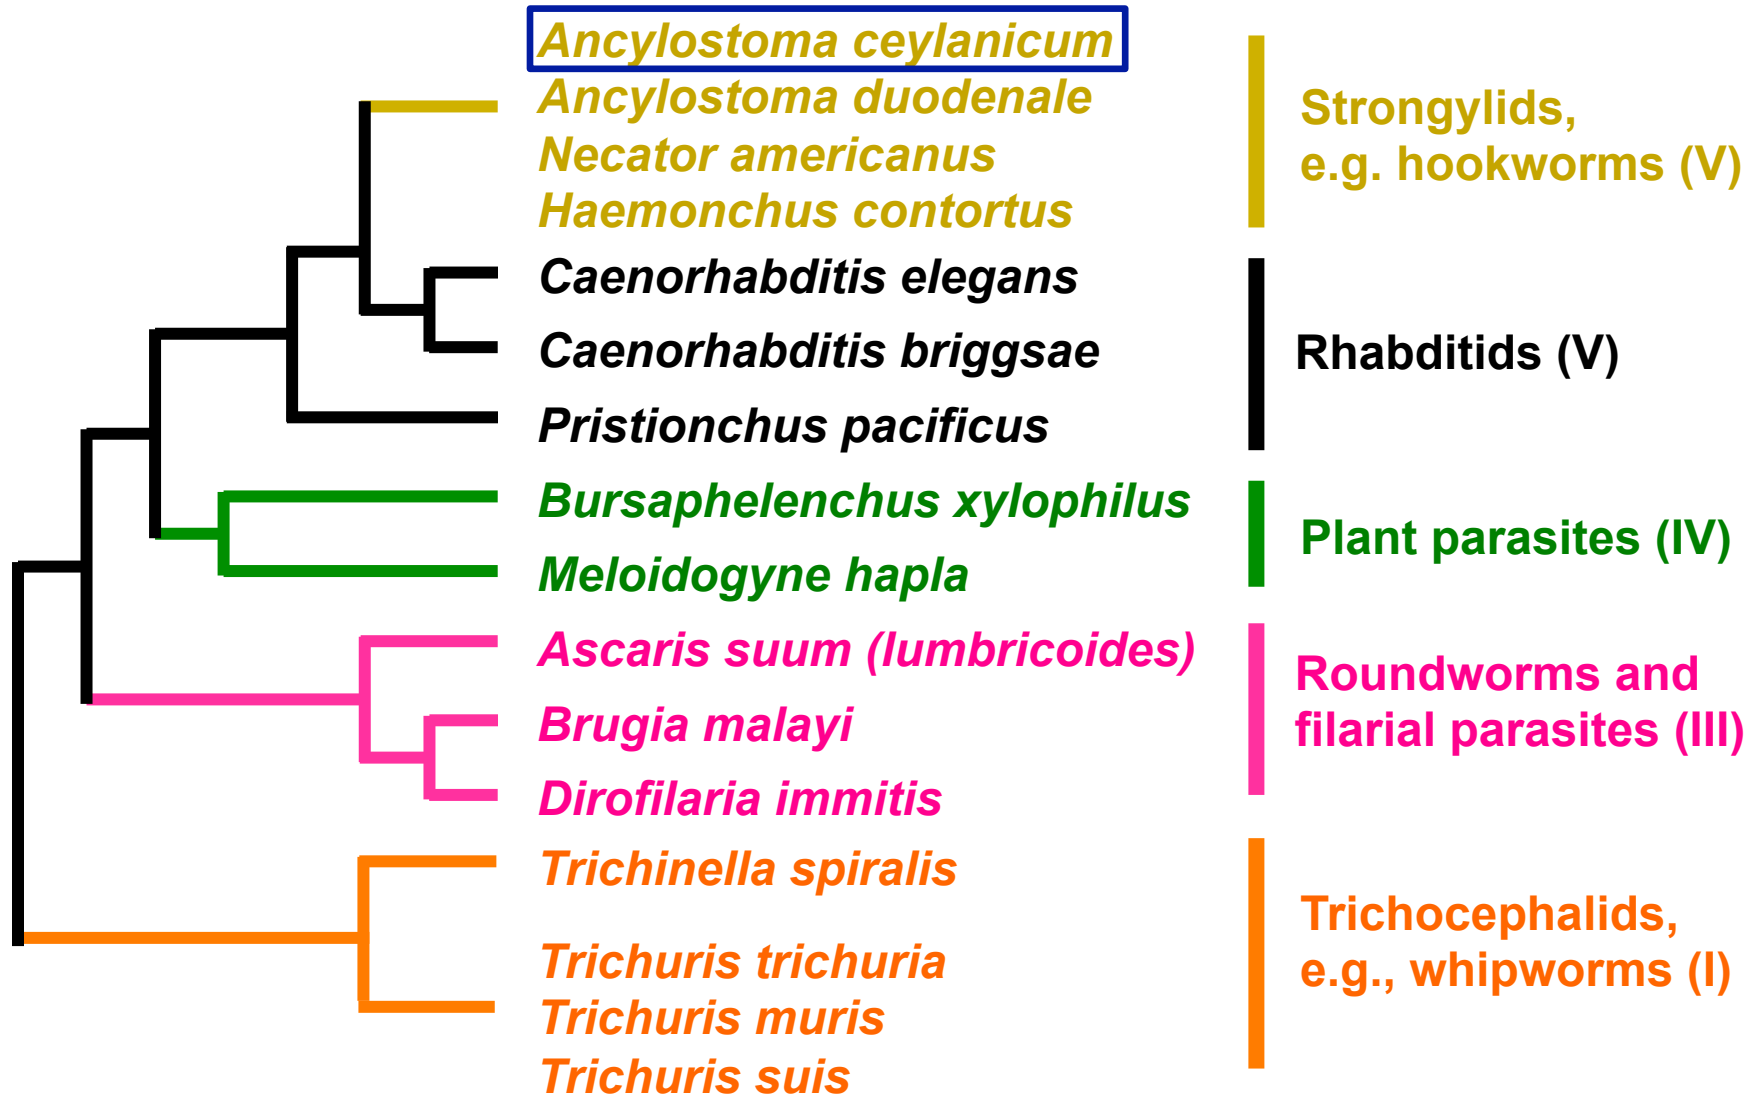 Ancylostoma ceylanicum
Ancylostoma duodenale
Necator americanus
Haemonchus contortus
Strongylids,
e.g. hookworms (V)
Caenorhabditis elegans
Caenorhabditis briggsae
Pristionchus pacificus
Rhabditids (V)
Bursaphelenchus xylophilus
Meloidogyne hapla
Plant parasites (IV)
Ascaris suum (lumbricoides)
Brugia malayi
Dirofilaria immitis
Roundworms and
filarial parasites (III)
Trichinella spiralis
Trichuris trichuria
Trichuris muris
Trichuris suis
Trichocephalids,
e.g., whipworms (I)